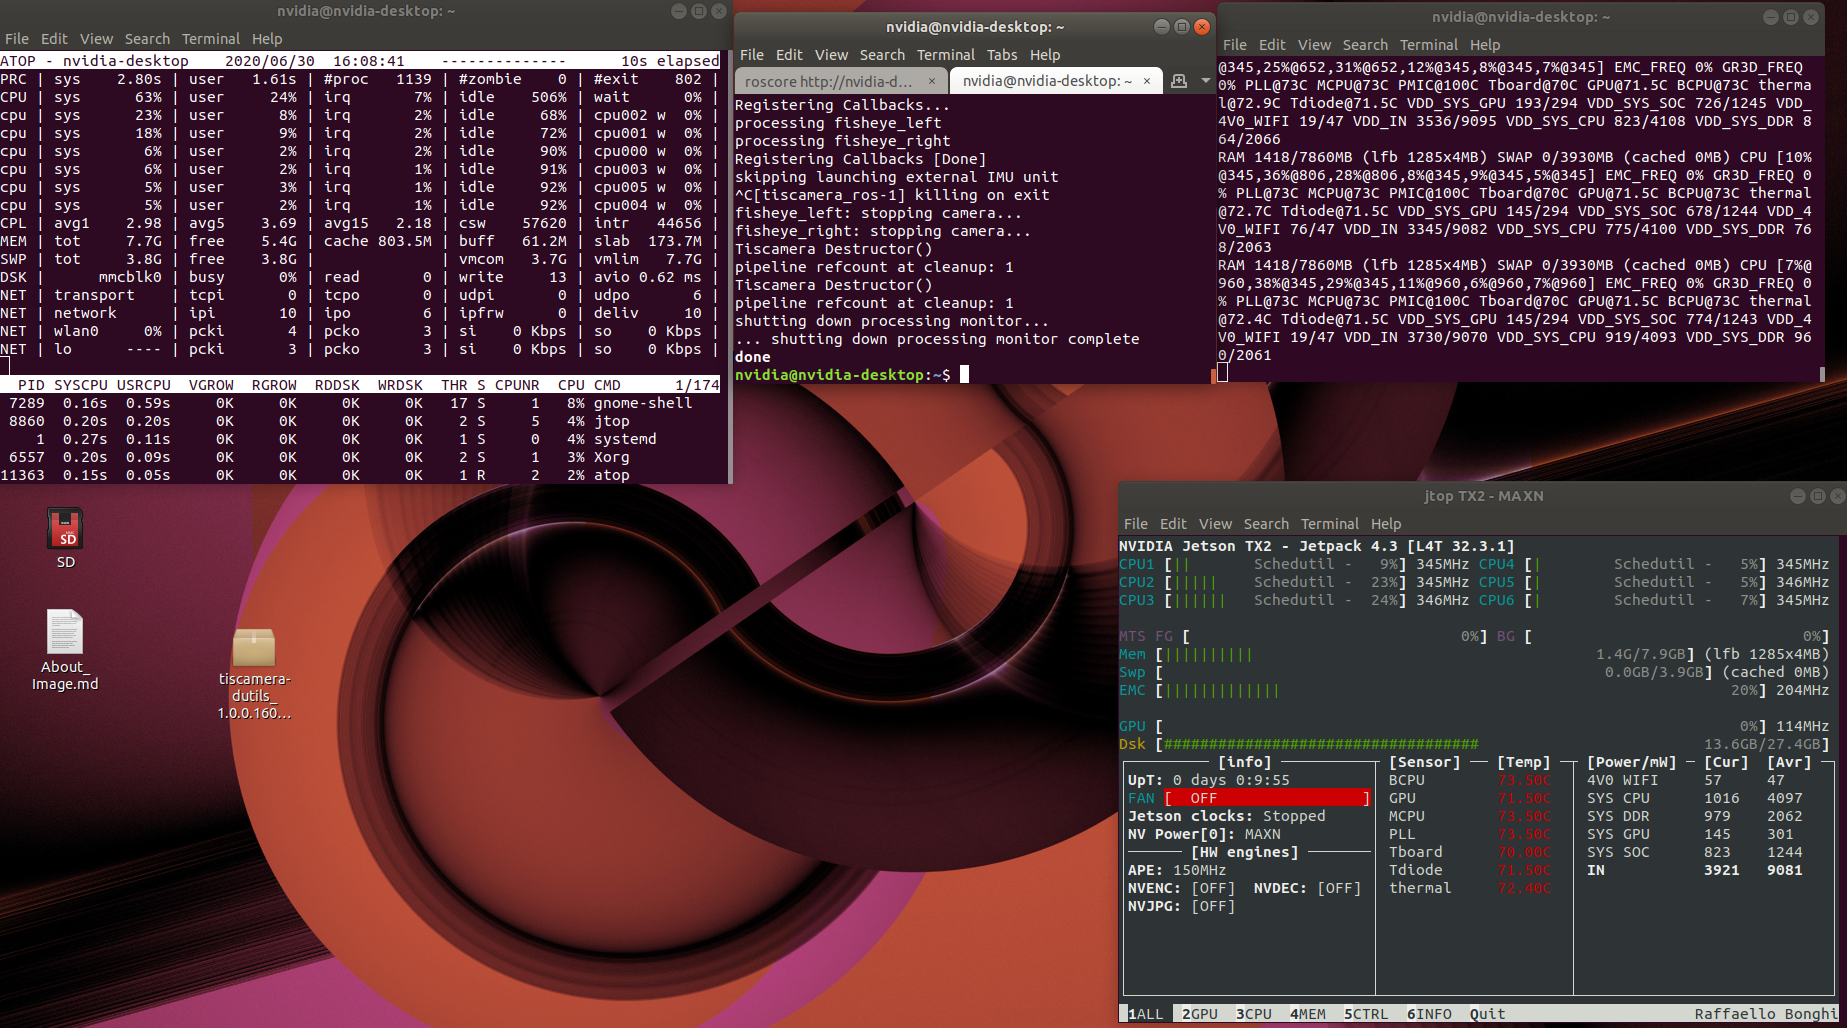 nvidia@nvidia-desktop: ~
File Edit View Search Terminal Help
ATOP - nvidia-desktop 2020/06/30 16:08:41 -------------- 10s elapsed
PRC | sys 2.80s | user 1.61s | #proc 1139 | #zombie 0 | #exit 802 |
CPU | sys 63% | user 24% | irq 7% | idle 506% | wait 0% |
cpu | sys 23% | user 8% | irq 2% | idle 68% | cpu002 w 0% |
cpu | sys 18% | user 9% | irq 2% | idle 72% | cpu001 w 0% |
cpu | sys 6% | user 2% | irq 2% | idle 90% | cpu000 w 0% |
cpu | sys 6% | user 2% | irq 1% | idle 91% | cpu003 w 0% |
cpu | sys 5% | user 3% | irq 1% | idle 92% | cpu005 w 0% |
cpu | sys 5% | user 2% | irq 1% | idle 92% | cpu004 w 0% |
CPL | avg1 2.98 | avg5 3.69 | avg15 2.18 | csw 57620 | intr 44656 |
MEM | tot 7.7G | free 5.4G | cache 803.5M | buff 61.2M | slab 173.7M |
SWP | tot 3.8G | free 3.8G | | vmcom 3.7G | vmlim 7.7G |
DSK | mmcblk0 | busy 0% | read 0 | write 13 | avio 0.62 ms |
NET | transport | tcpi 0 | tcpo 0 | udpi 0 | udpo 6 |
NET | network | ipi 10 | ipo 6 | ipfrw 0 | deliv 10 |
NET | wlan0 0% | pcki 4 | pcko 3 | si 0 Kbps | so 0 Kbps |
NET | lo ---- | pcki 3 | pcko 3 | si 0 Kbps | so 0 Kbps |
PID SYSCPU USRCPU VGROW RGROW RDDSK WRDSK THR S CPUNR CPU CMD 1/174
7289 0.16s 0.59s 0K 0K 0K 0K 17 S 1 8% gnome-shell
8860 0.20s 0.20s 0K 0K 0K 0K 2 S 5 4% jtop
1 0.27s 0.11s 0K 0K 0K 0K 1 S 0 4% systemd
6557 0.20s 0.09s 0K 0K 0K 0K 2 S 1 3% Xorg
11363 0.15s 0.05s 0K 0K 0K 0K 1 R 2 2% atop
nvidia@nvidia-desktop: ~
File Edit View Search Terminal Tabs Help
roscore http://nvidia-d... × nvidia@nvidia-desktop: ~ ×
Registering Callbacks...
processing fisheye_left
processing fisheye_right
Registering Callbacks [Done]
skipping launching external IMU unit
^C[tiscamera_ros-1] killing on exit
fisheye_left: stopping camera...
fisheye_right: stopping camera...
Tiscamera Destructor()
pipeline refcount at cleanup: 1
Tiscamera Destructor()
pipeline refcount at cleanup: 1
shutting down processing monitor...
... shutting down processing monitor complete
done
nvidia@nvidia-desktop:~$
nvidia@nvidia-desktop: ~
File Edit View Search Terminal Help
@345,25%@652,31%@652,12%@345,8%@345,7%@345] EMC_FREQ 0% GR3D_FREQ
0% PLL@73C MCPU@73C PMIC@100C Tboard@70C GPU@71.5C BCPU@73C therma
l@72.9C Tdiode@71.5C VDD_SYS_GPU 193/294 VDD_SYS_SOC 726/1245 VDD_
4V0_WIFI 19/47 VDD_IN 3536/9095 VDD_SYS_CPU 823/4108 VDD_SYS_DDR 8
64/2066
RAM 1418/7860MB (lfb 1285x4MB) SWAP 0/3930MB (cached 0MB) CPU [10%
@345,36%@806,28%@806,8%@345,9%@345,5%@345] EMC_FREQ 0% GR3D_FREQ 0
% PLL@73C MCPU@73C PMIC@100C Tboard@70C GPU@71.5C BCPU@73C thermal
@72.7C Tdiode@71.5C VDD_SYS_GPU 145/294 VDD_SYS_SOC 678/1244 VDD_4
V0_WIFI 76/47 VDD_IN 3345/9082 VDD_SYS_CPU 775/4100 VDD_SYS_DDR 76
8/2063
RAM 1418/7860MB (lfb 1285x4MB) SWAP 0/3930MB (cached 0MB) CPU [7%@
960,38%@345,29%@345,11%@960,6%@960,7%@960] EMC_FREQ 0% GR3D_FREQ 0
% PLL@73C MCPU@73C PMIC@100C Tboard@70C GPU@71.5C BCPU@73C thermal
@72.4C Tdiode@71.5C VDD_SYS_GPU 145/294 VDD_SYS_SOC 774/1243 VDD_4
V0_WIFI 19/47 VDD_IN 3730/9070 VDD_SYS_CPU 919/4093 VDD_SYS_DDR 96
0/2061
SD
SD
About_
Image.md
tiscamera-
dutils_
1.0.0.160...
jtop TX2 - MAXN
File Edit View Search Terminal Help
NVIDIA Jetson TX2 - Jetpack 4.3 [L4T 32.3.1]
CPU1 [|| Schedutil - 9%] 345MHz CPU4 [| Schedutil - 5%] 345MHz
CPU2 [||||| Schedutil - 23%] 345MHz CPU5 [| Schedutil - 5%] 346MHz
CPU3 [|||||| Schedutil - 24%] 346MHz CPU6 [| Schedutil - 7%] 345MHz
MTS FG [ 0%] BG [ 0%]
Mem [|||||||||| 1.4G/7.9GB] (lfb 1285x4MB)
Swp [ 0.0GB/3.9GB] (cached 0MB)
EMC [||||||||||||| 20%] 204MHz
GPU [ 0%] 114MHz
Dsk [################################### 13.6GB/27.4GB]
[info] [Sensor] [Temp] [Power/mW] [Cur] [Avr]
UpT: 0 days 0:9:55 BCPU 73.50C 4V0 WIFI 57 47
FAN [ OFF ] GPU 71.50C SYS CPU 1016 4097
Jetson clocks: Stopped MCPU 73.50C SYS DDR 979 2062
NV Power[0]: MAXN PLL 73.50C SYS GPU 145 301
[HW engines] Tboard 70.00C SYS SOC 823 1244
APE: 150MHz Tdiode 71.50C IN 3921 9081
NVENC: [OFF] NVDEC: [OFF] thermal 72.40C
NVJPG: [OFF]
1ALL 2GPU 3CPU 4MEM 5CTRL 6INFO Quit Raffaello Bonghi